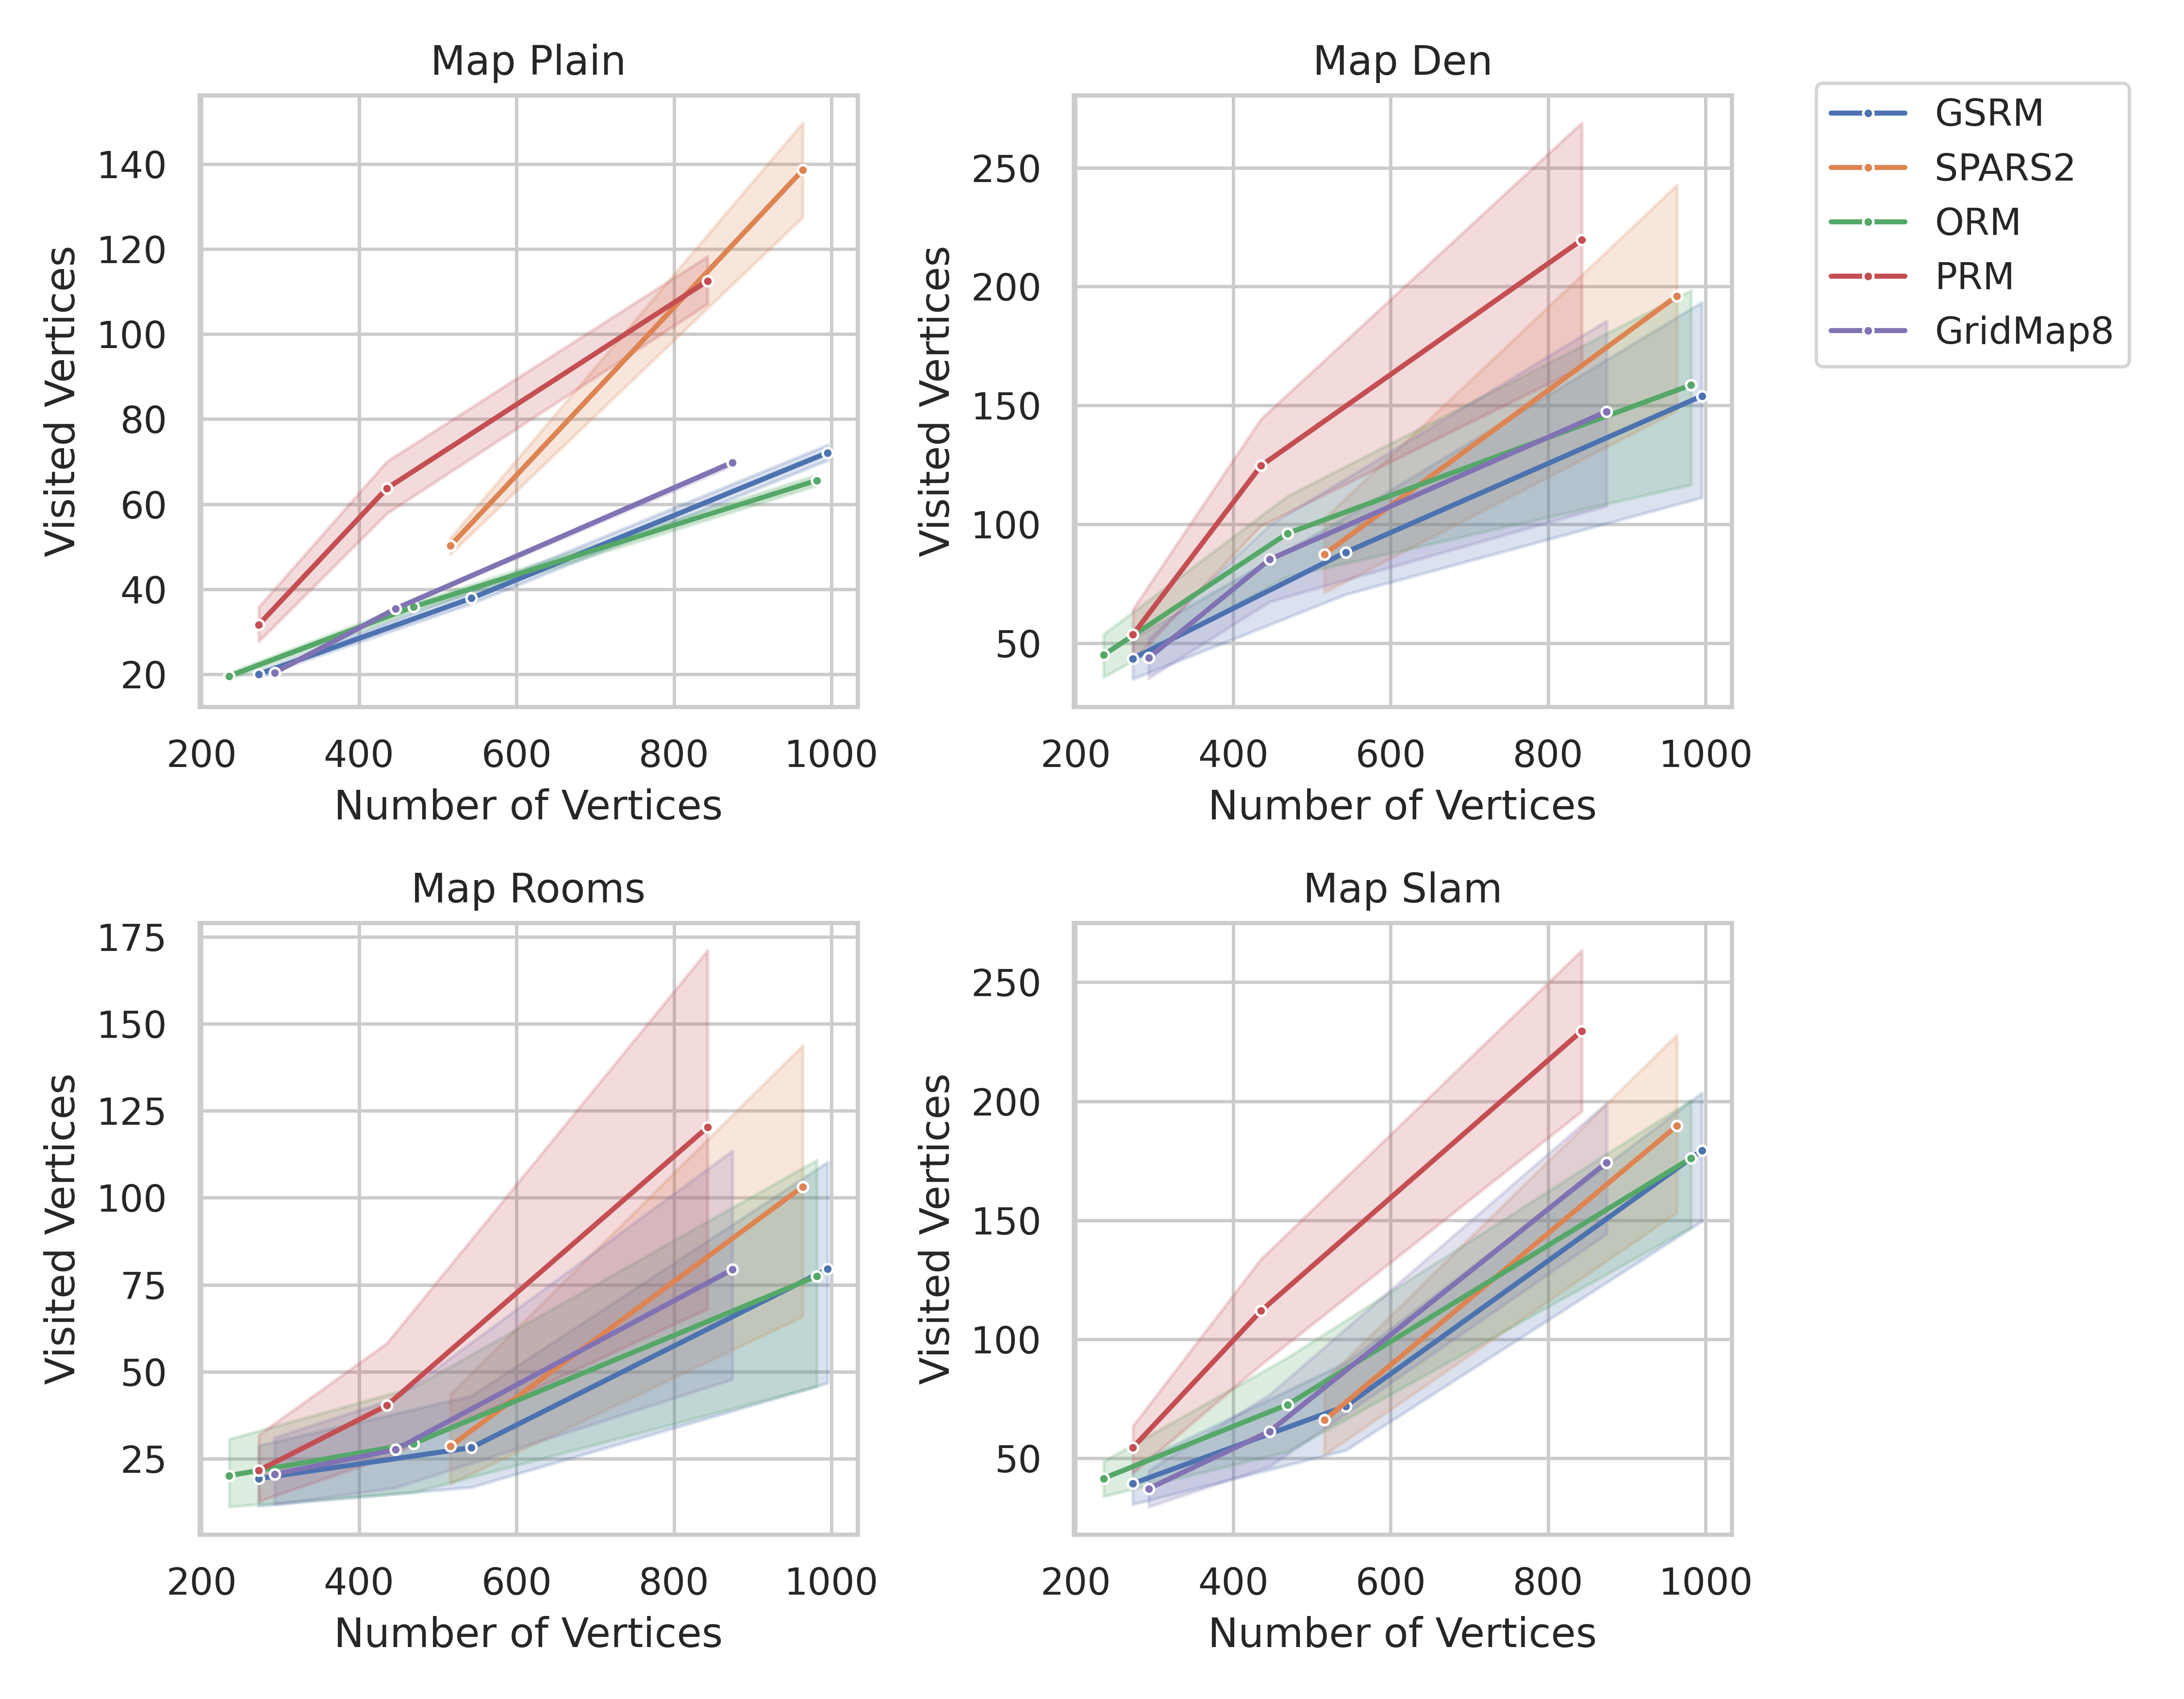 Map Plain
Visited Vertices
140
120
100
80
60
40
20
200 400 600 800 1000
Number of Vertices
Map Den
Visited Vertices
250
200
150
100
50
200 400 600 800 1000
Number of Vertices
GSRM
SPARS2
ORM
PRM
GridMap8
Map Rooms
Visited Vertices
175
150
125
100
75
50
25
200 400 600 800 1000
Number of Vertices
Map Slam
Visited Vertices
250
200
150
100
50
200 400 600 800 1000
Number of Vertices